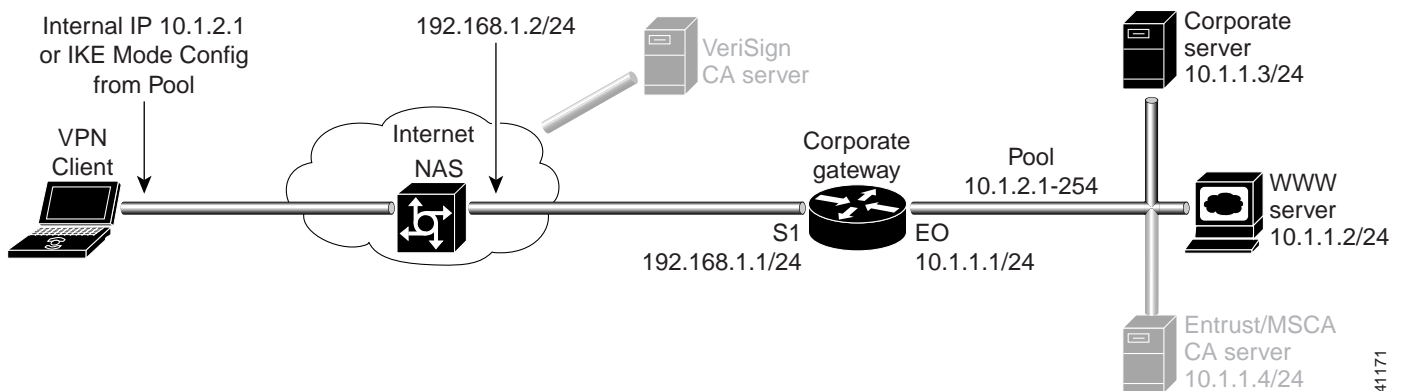 Internal IP 10.1.2.1
or IKE Mode Config
from Pool
192.168.1.2/24
VeriSign
CA server
Corporate
server
10.1.1.3/24
VPN
Client
Internet
NAS
Corporate
gateway
Pool
10.1.2.1-254
WWW
server
10.1.1.2/24
S1
192.168.1.1/24
EO
10.1.1.1/24
Entrust/MSCA
CA server
10.1.1.4/24
41171